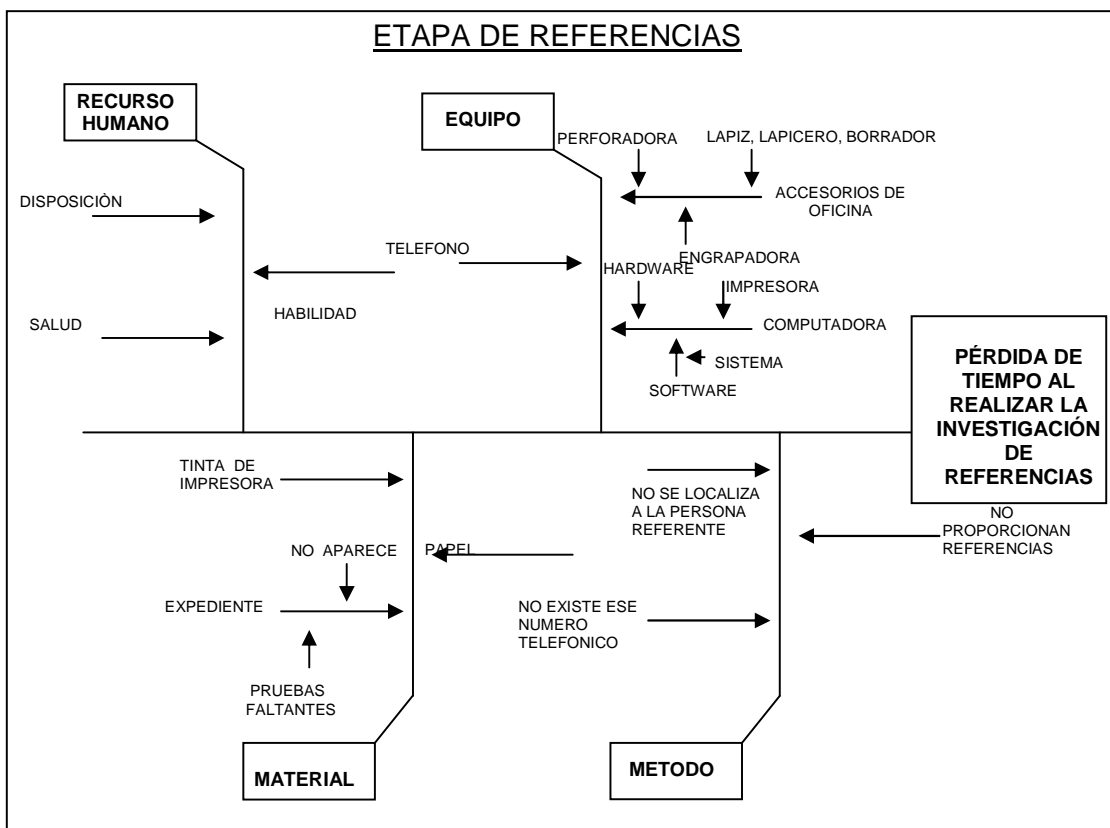 ETAPA DE REFERENCIAS
RECURSO
HUMANO
EQUIPO
PERFORADORA
LAPIZ, LAPICERO, BORRADOR
DISPOSICIÒN
ACCESORIOS DE
OFICINA
TELEFONO
ENGRAPADORA
HARDWARE
IMPRESORA
HABILIDAD
SALUD
COMPUTADORA
SISTEMA
SOFTWARE
PÉRDIDA DE
TIEMPO AL
REALIZAR LA
INVESTIGACIÓN
DE
REFERENCIAS
TINTA DE
IMPRESORA
NO SE LOCALIZA
A LA PERSONA
REFERENTE
NO
PROPORCIONAN
REFERENCIAS
NO APARECE
PAPEL
EXPEDIENTE
NO EXISTE ESE
NUMERO
TELEFONICO
PRUEBAS
FALTANTES
MATERIAL
METODO